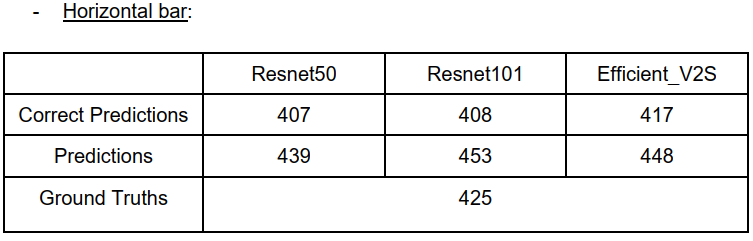 - Horizontal bar:
Resnet50 Resnet101 Efficient_V2S
Correct Predictions 407 408 417
Predictions 439 453 448
Ground Truths 425